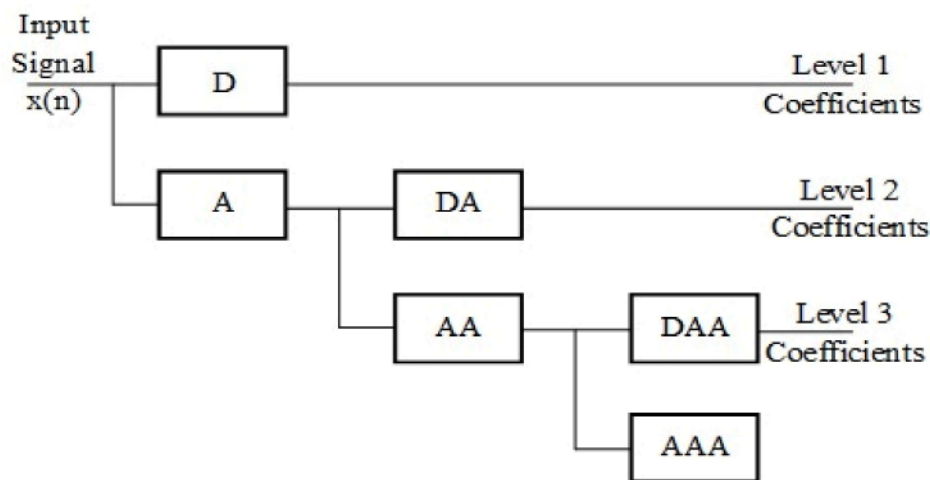 Input
Signal
x(n)
D
Level 1
Coefficients
A
DA
Level 2
Coefficients
AA
DAA
Level 3
Coefficients
AAA